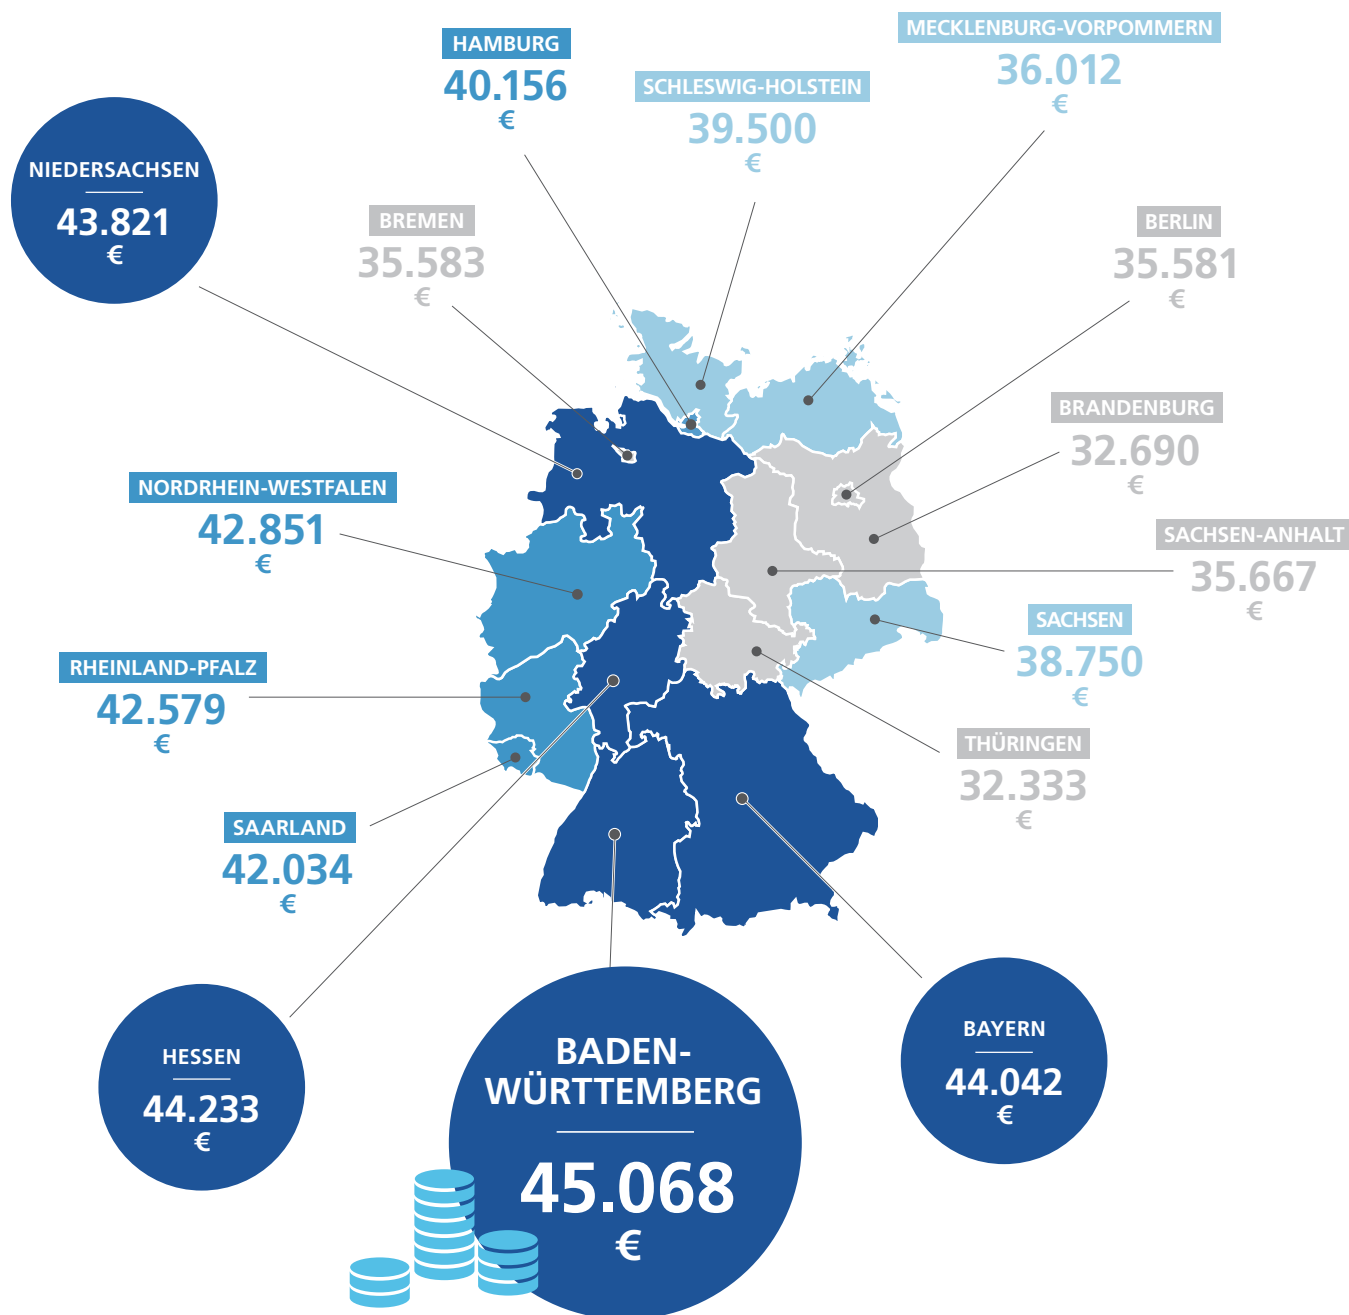 MECKLENBURG-VORPOMMERN
36.012
€
HAMBURG
40.156
€
SCHLESWIG-HOLSTEIN
39.500
€
NIEDERSACHSEN
43.821
€
BREMEN
35.583
€
BERLIN
35.581
€
BRANDENBURG
32.690
€
NORDRHEIN-WESTFALEN
42.851
€
SACHSEN-ANHALT
35.667
€
SACHSEN
38.750
€
RHEINLAND-PFALZ
42.579
€
THÜRINGEN
32.333
€
SAARLAND
42.034
€
HESSEN
44.233
€
BADEN-
WÜRTTEMBERG
45.068
€
BAYERN
44.042
€